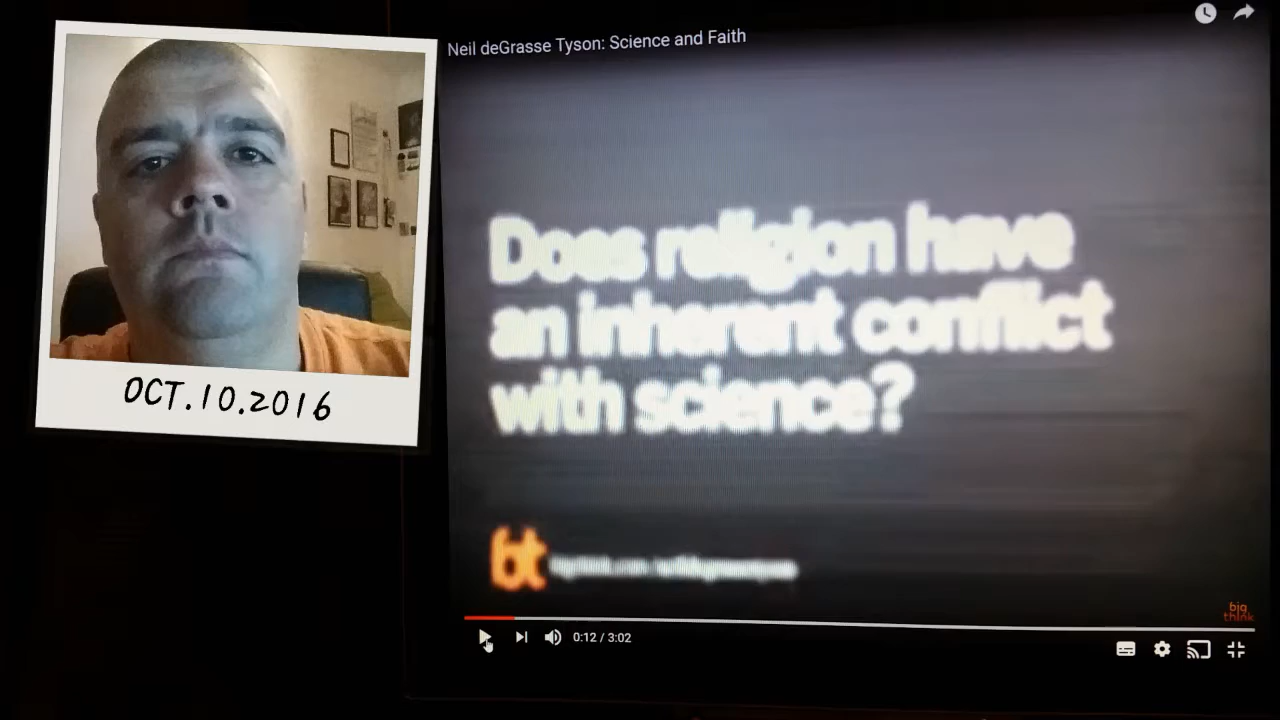 Neil deGrasse Tyson: Science and Faith
Does religion have
an inherent conflict
with science?
OCT.10.2016
bt
big
think
0:12 / 3:02